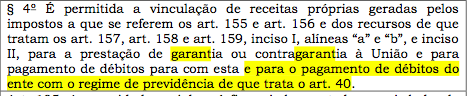 § 4º É permitida a vinculação de receitas próprias geradas pelos
impostos a que se referem os art. 155 e art. 156 e dos recursos de que
tratam os art. 157, art. 158 e art. 159, inciso I, alíneas “a” e “b”, e inciso
II, para a prestação de garantia ou contragarantia à União e para
pagamento de débitos para com esta e para o pagamento de débitos do
ente com o regime de previdência de que trata o art. 40.